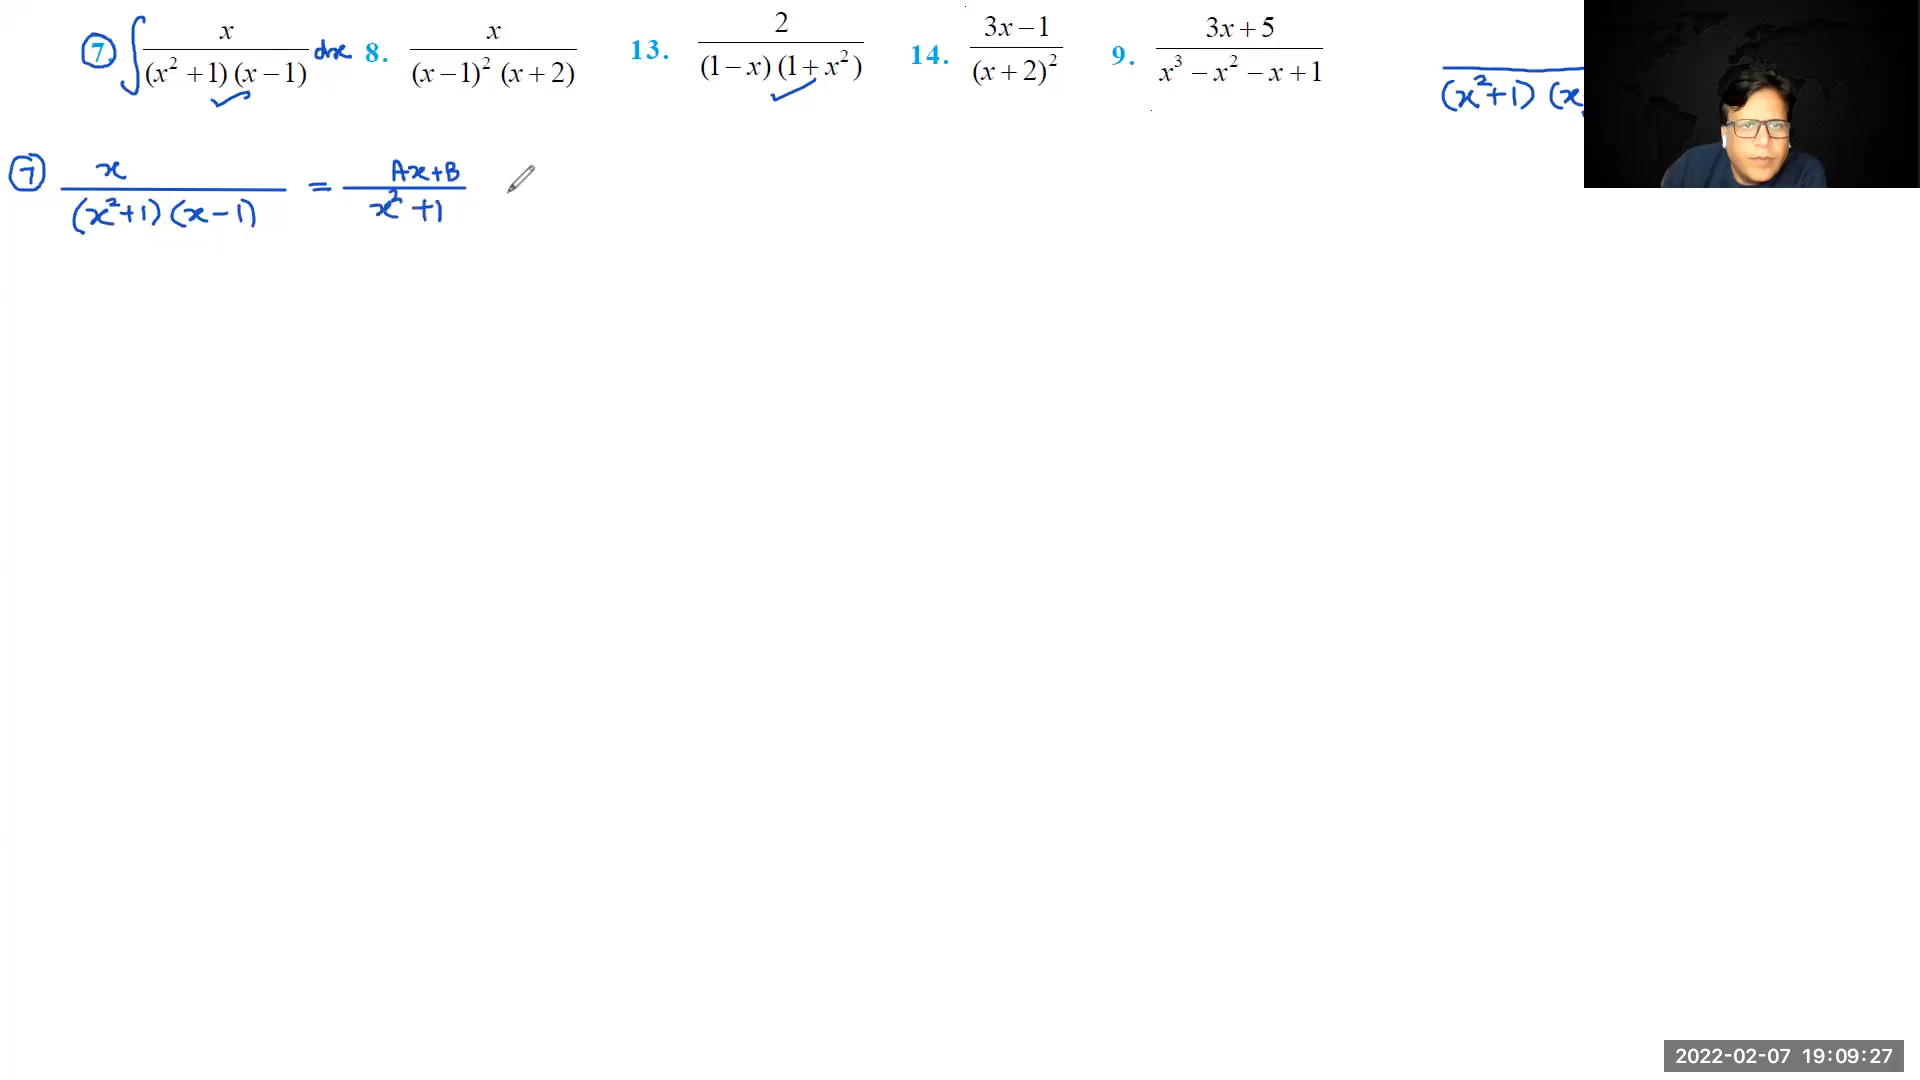 7. ∫ x / (x² + 1) (x − 1) dx 8. x / (x − 1)² (x + 2) 13. 2 / (1 − x) (1 + x²) 14. 3x − 1 / (x + 2)² 9. 3x + 5 / x³ − x² − x + 1
(x²+1) (x
7 x / (x²+1) (x−1) = Ax+B / x²+1
2022-02-07 19:09:27